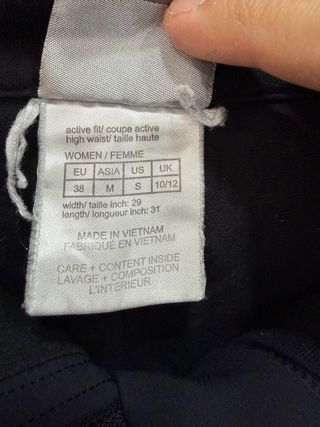 active fit/ coupe active
high waist/ taille haute
WOMEN / FEMME
EU ASIA US UK
38 M S 10/12
width/ taille inch: 29
length/ longueur inch: 31
MADE IN VIETNAM
FABRIQUÉ EN VIETNAM
CARE + CONTENT INSIDE
LAVAGE + COMPOSITION
L'INTERIEUR